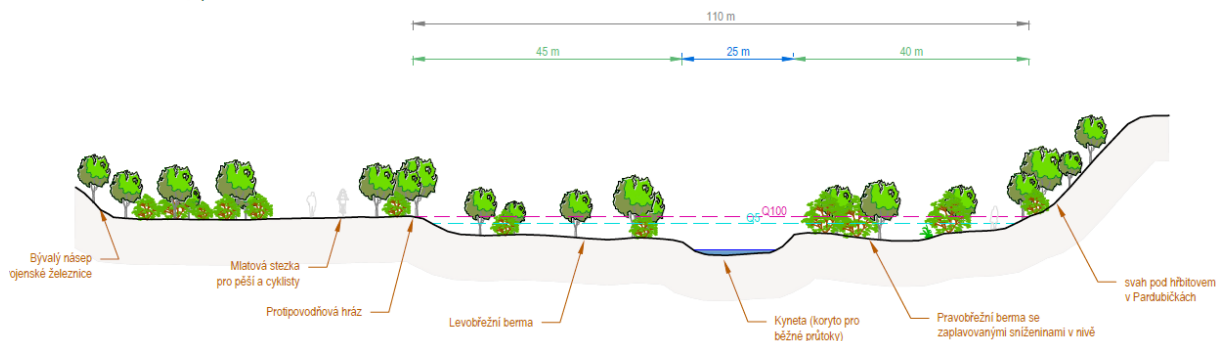 110 m
45 m
25 m
40 m
Q100
Q5
Bývalý násep
vojenské železnice
Mlatová stezka
pro pěší a cyklisty
Protipovodňová hráz
Levobřežní berma
Kyneta (koryto pro
běžné průtoky)
Pravobřežní berma se
zaplavovanými sníženinami v nivě
svah pod hřbitovem
v Pardubičkách